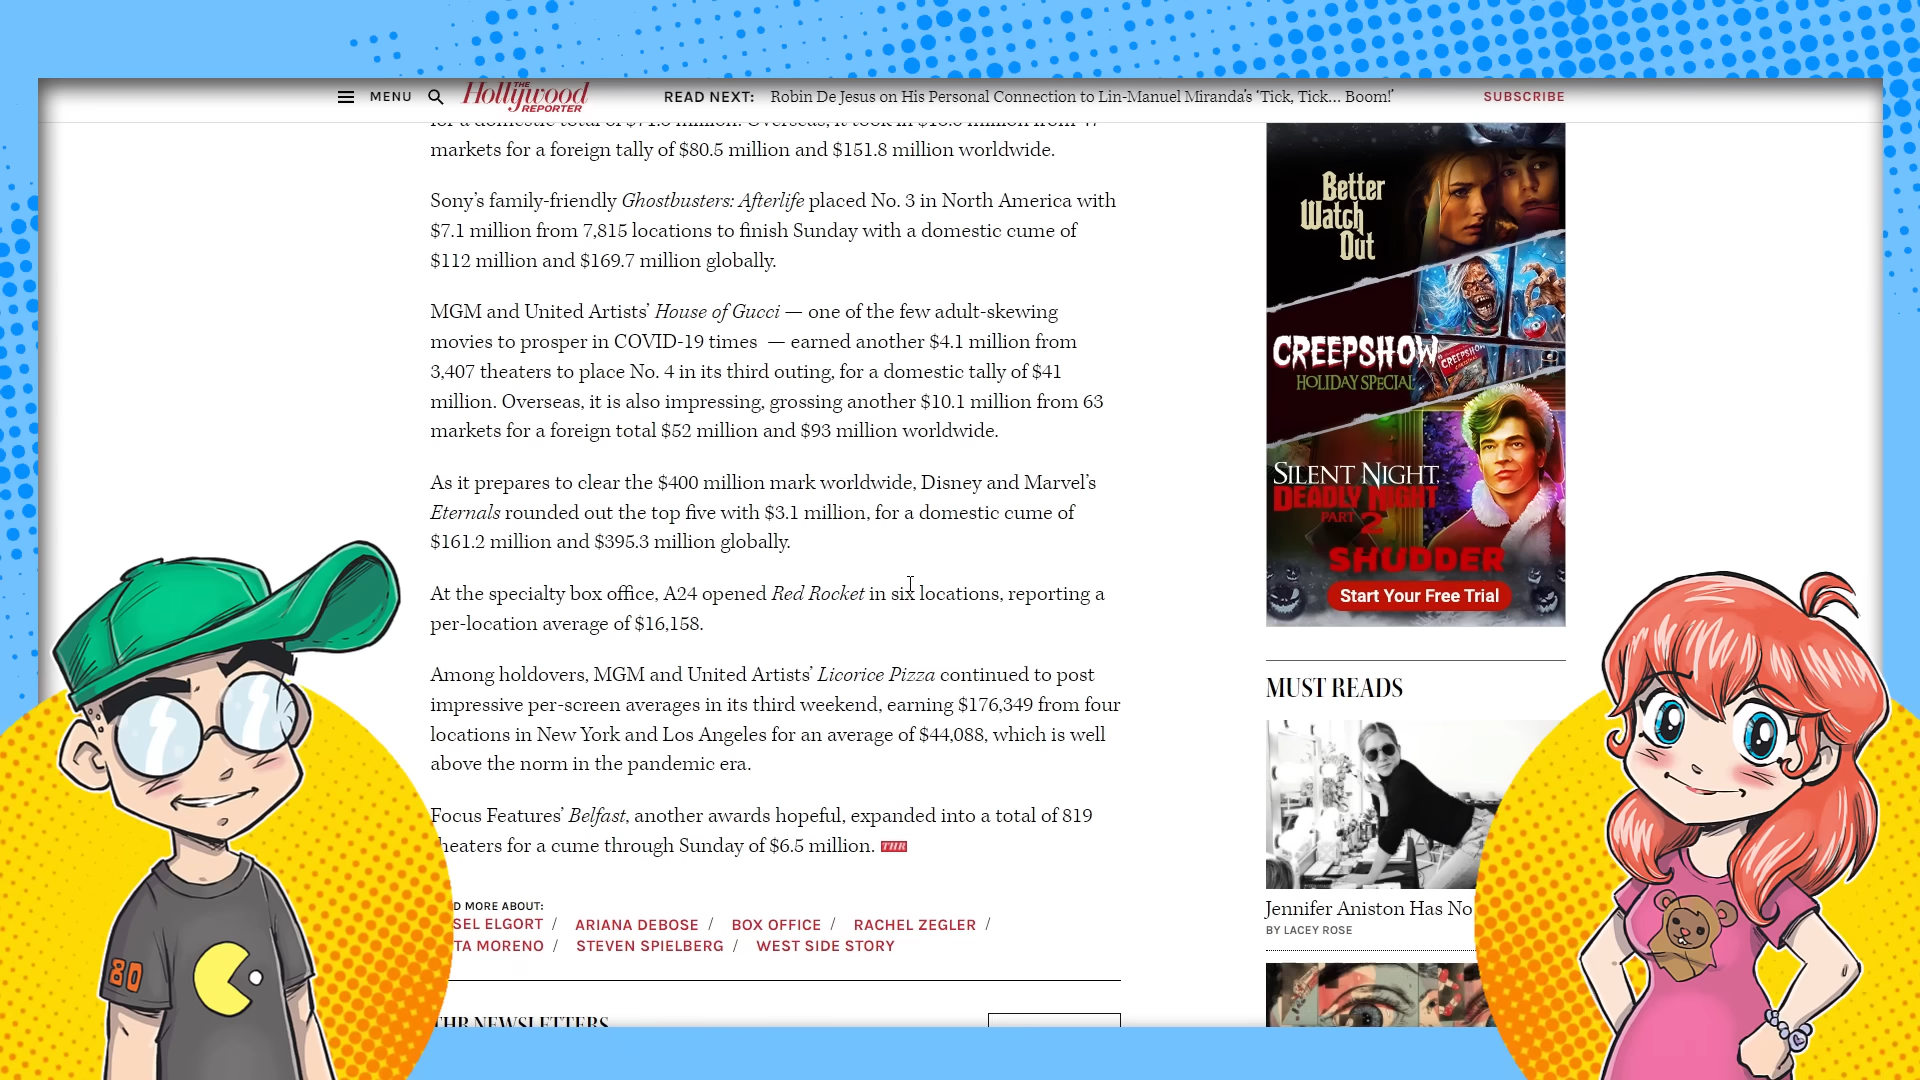 MENU
THE
Hollywood
REPORTER
READ NEXT: Robin De Jesus on His Personal Connection to Lin-Manuel Miranda's 'Tick, Tick... Boom!'
SUBSCRIBE
markets for a foreign tally of $80.5 million and $151.8 million worldwide.
Sony's family-friendly Ghostbusters: Afterlife placed No. 3 in North America with
$7.1 million from 7,815 locations to finish Sunday with a domestic cume of
$112 million and $169.7 million globally.
MGM and United Artists' House of Gucci — one of the few adult-skewing
movies to prosper in COVID-19 times — earned another $4.1 million from
3,407 theaters to place No. 4 in its third outing, for a domestic tally of $41
million. Overseas, it is also impressing, grossing another $10.1 million from 63
markets for a foreign total $52 million and $93 million worldwide.
As it prepares to clear the $400 million mark worldwide, Disney and Marvel's
Eternals rounded out the top five with $3.1 million, for a domestic cume of
$161.2 million and $395.3 million globally.
At the specialty box office, A24 opened Red Rocket in six locations, reporting a
per-location average of $16,158.
Among holdovers, MGM and United Artists' Licorice Pizza continued to post
impressive per-screen averages in its third weekend, earning $176,349 from four
locations in New York and Los Angeles for an average of $44,088, which is well
above the norm in the pandemic era.
Focus Features' Belfast, another awards hopeful, expanded into a total of 819
heaters for a cume through Sunday of $6.5 million. THR
D MORE ABOUT:
SEL ELGORT / ARIANA DEBOSE / BOX OFFICE / RACHEL ZEGLER /
TA MORENO / STEVEN SPIELBERG / WEST SIDE STORY
THR NEWSLETTERS
Better
Watch
Out
CREEPSHOW
HOLIDAY SPECIAL
CREEPSHOW
SILENT NIGHT,
DEADLY NIGHT
PART 2
SHUDDER
Start Your Free Trial
MUST READS
Jennifer Aniston Has No
BY LACEY ROSE
80